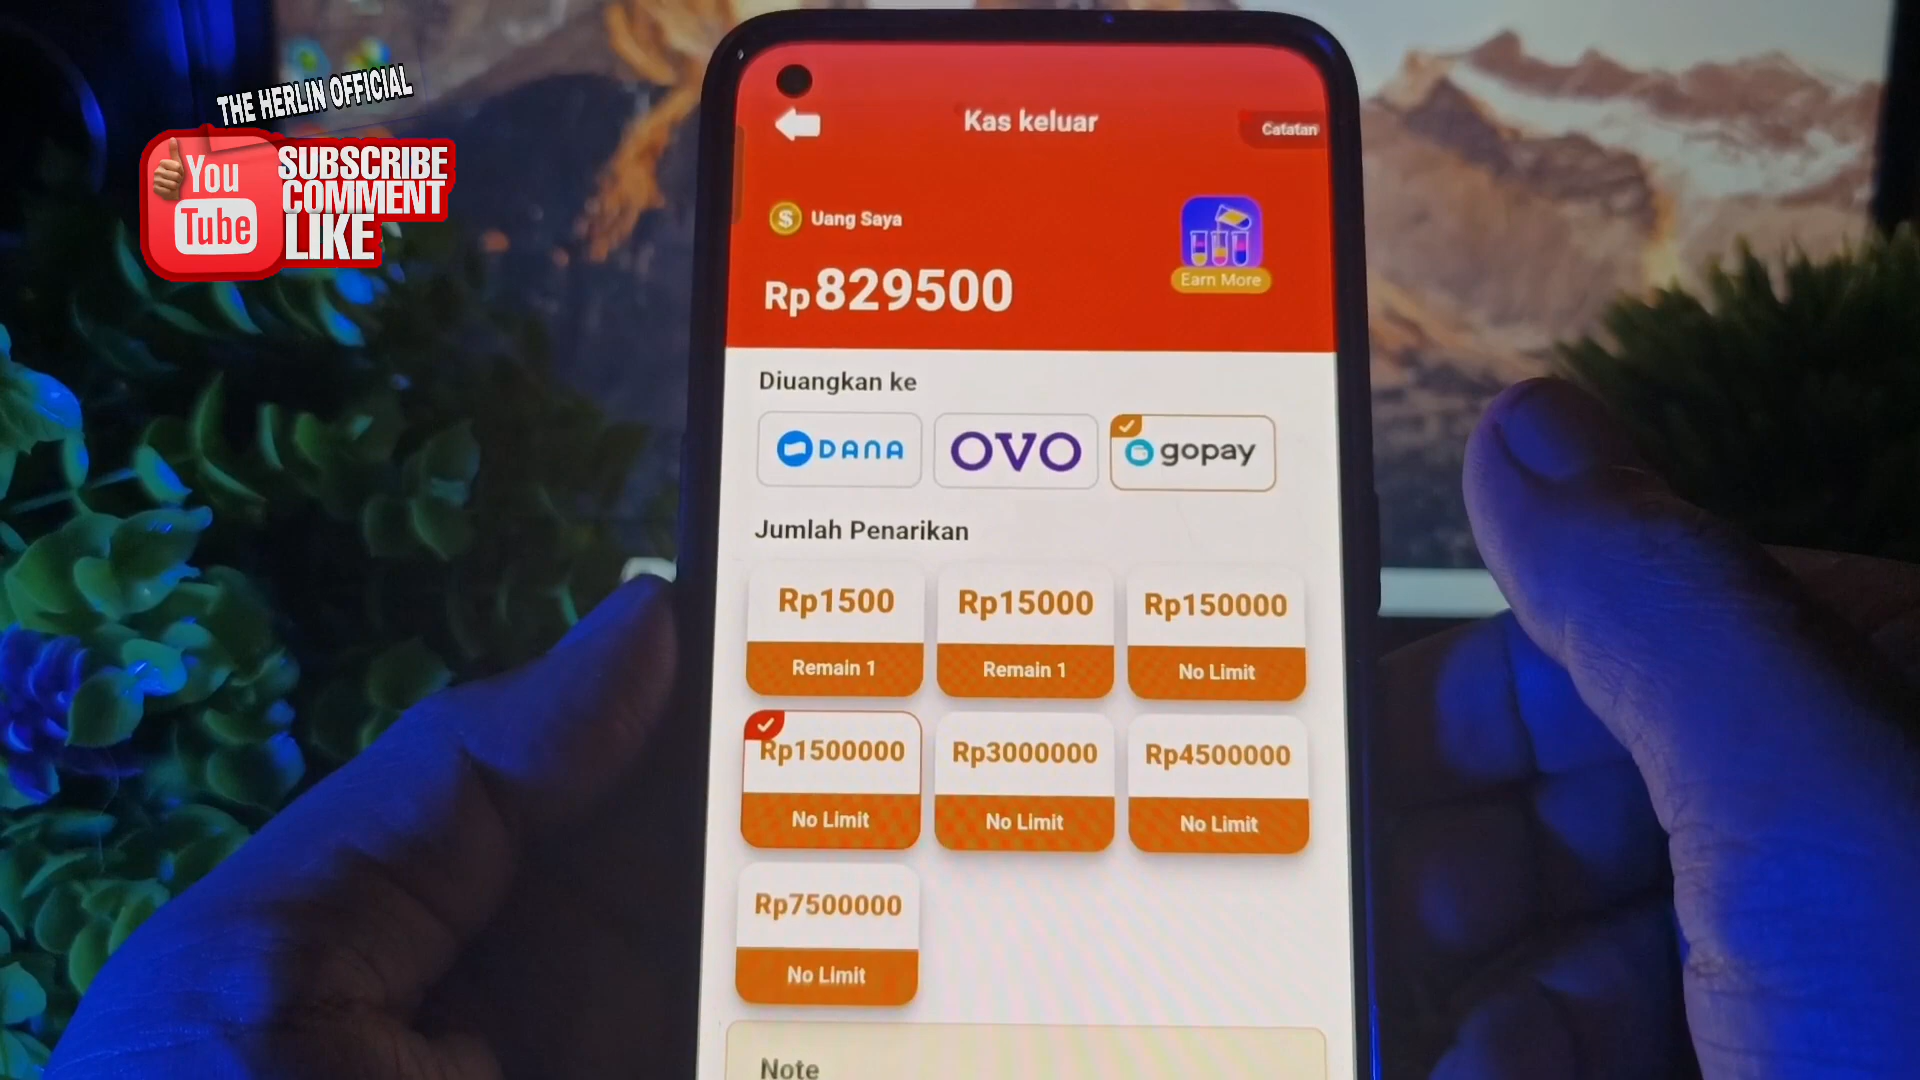 THE HERLIN OFFICIAL
You
Tube
SUBSCRIBE
COMMENT
LIKE
Kas keluar
Catatan
$ Uang Saya
Rp829500
Earn More
Diuangkan ke
DANA
OVO
gopay
Jumlah Penarikan
Rp1500
Rp15000
Rp150000
Remain 1
Remain 1
No Limit
Rp1500000
Rp3000000
Rp4500000
No Limit
No Limit
No Limit
Rp7500000
No Limit
Note